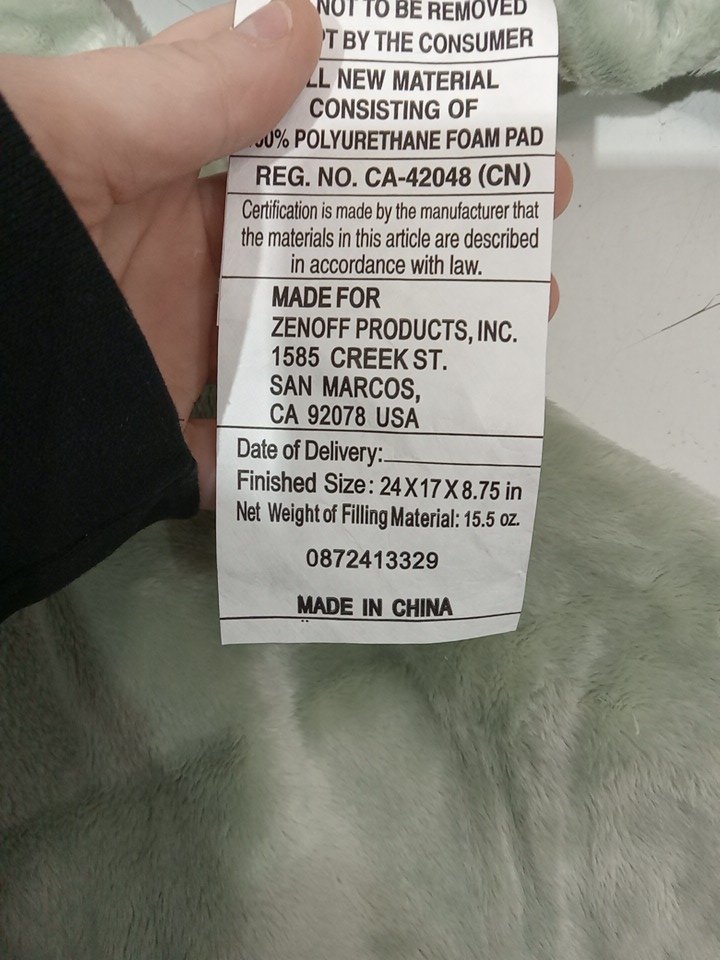 NOT TO BE REMOVED
BY THE CONSUMER
NEW MATERIAL
CONSISTING OF
POLYURETHANE FOAM PAD
REG. NO. CA-42048 (CN)
Certification is made by the manufacturer that
the materials in this article are described
in accordance with law.
MADE FOR
ZENOFF PRODUCTS, INC.
1585 CREEK ST.
SAN MARCOS,
CA 92078 USA
Date of Delivery:
Finished Size: 24X17X8.75 in
Net Weight of Filling Material: 15.5 oz.
0872413329
MADE IN CHINA